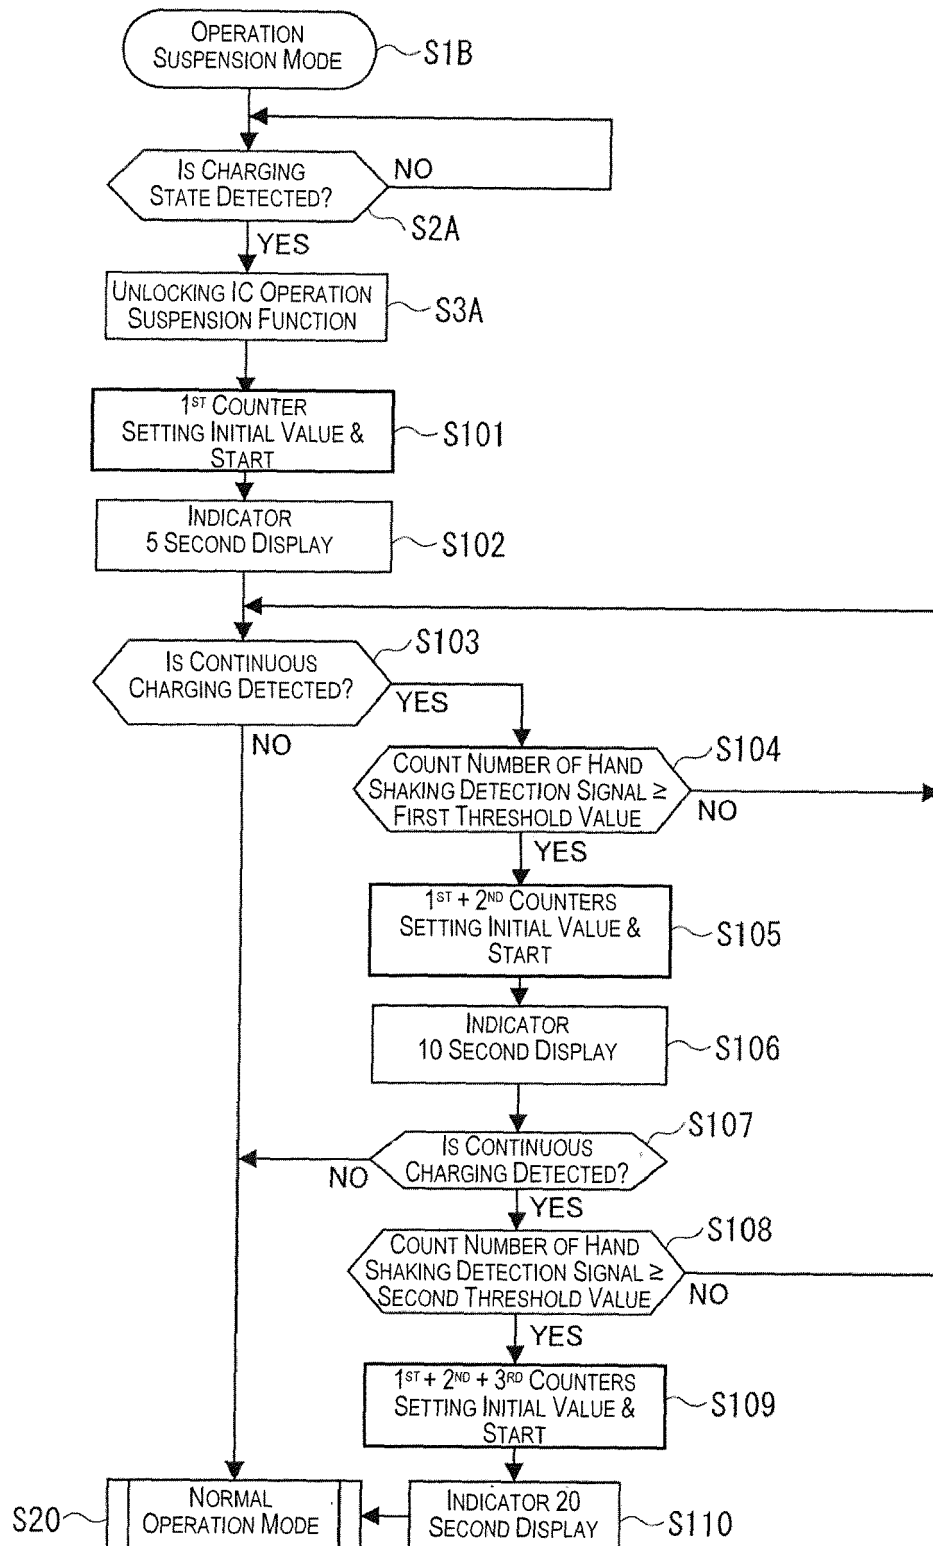 OPERATION
SUSPENSION MODE
S1B
IS CHARGING
STATE DETECTED?
NO
S2A
YES
UNLOCKING IC OPERATION
SUSPENSION FUNCTION
S3A
1ST COUNTER
SETTING INITIAL VALUE &
START
S101
INDICATOR
5 SECOND DISPLAY
S102
IS CONTINUOUS
CHARGING DETECTED?
S103
YES
NO
COUNT NUMBER OF HAND
SHAKING DETECTION SIGNAL ≥
FIRST THRESHOLD VALUE
S104
NO
YES
1ST + 2ND COUNTERS
SETTING INITIAL VALUE &
START
S105
INDICATOR
10 SECOND DISPLAY
S106
IS CONTINUOUS
CHARGING DETECTED?
S107
NO
YES
COUNT NUMBER OF HAND
SHAKING DETECTION SIGNAL ≥
SECOND THRESHOLD VALUE
S108
NO
YES
1ST + 2ND + 3RD COUNTERS
SETTING INITIAL VALUE &
START
S109
S20
NORMAL
OPERATION MODE
INDICATOR 20
SECOND DISPLAY
S110